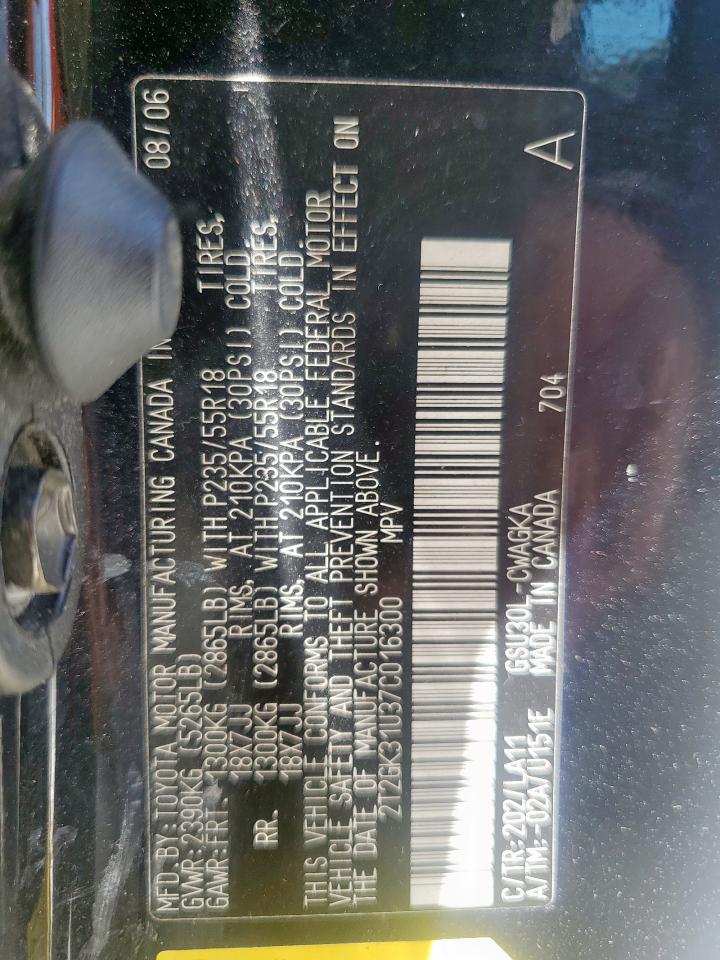 MFD.BY:TOYOTA MOTOR MANUFACTURING CANADA 08/06
GVWR:2390KG(5265LB)
GAWR:FRT. 1300KG (2865LB) WITH P235/55R18 TIRES,
18X7JJ RIMS, AT 210KPA (30PSI) COLD.
RR. 1300KG (2865LB) WITH P235/55R18 TIRES,
18X7JJ RIMS, AT 210KPA (30PSI) COLD.
THIS VEHICLE CONFORMS TO ALL APPLICABLE FEDERAL MOTOR
VEHICLE SAFETY AND THEFT PREVENTION STANDARDS IN EFFECT ON
THE DATE OF MANUFACTURE SHOWN ABOVE.
2T2GK31U37C016300 MPV
C/TR:202/LA11 GSU30L-CWAGKA 704 A
A/TM:-02A/U151E MADE IN CANADA